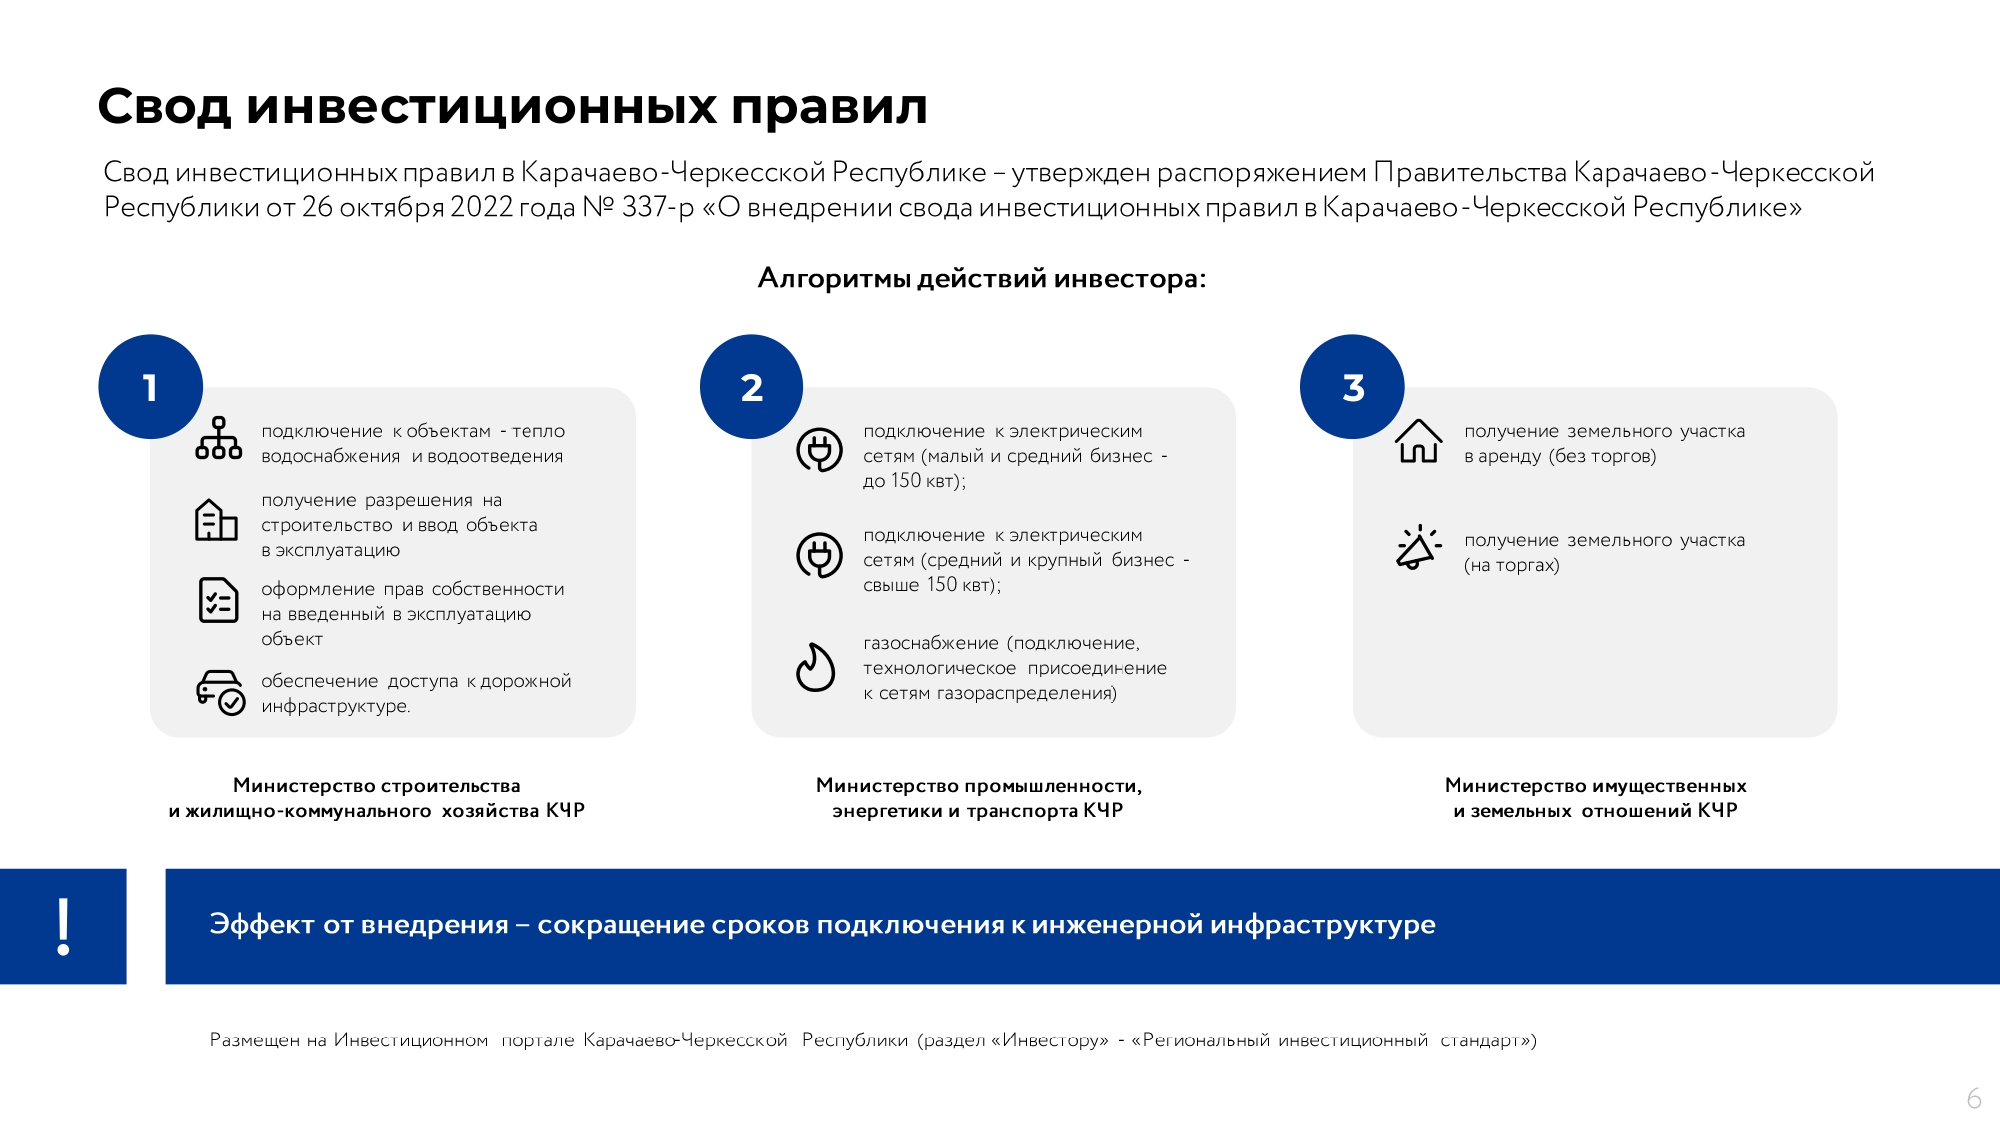 Свод инвестиционных правил
Свод инвестиционных правил в Карачаево-Черкесской Республике – утвержден распоряжением Правительства Карачаево-Черкесской
Республики от 26 октября 2022 года № 337-р «О внедрении свода инвестиционных правил в Карачаево-Черкесской Республике»
Алгоритмы действий инвестора:
1
подключение к объектам - тепло
водоснабжения и водоотведения
получение разрешения на
строительство и ввод объекта
в эксплуатацию
оформление прав собственности
на введенный в эксплуатацию
объект
обеспечение доступа к дорожной
инфраструктуре.
Министерство строительства
и жилищно-коммунального хозяйства КЧР
2
подключение к электрическим
сетям (малый и средний бизнес -
до 150 квт);
подключение к электрическим
сетям (средний и крупный бизнес -
свыше 150 квт);
газоснабжение (подключение,
технологическое присоединение
к сетям газораспределения)
Министерство промышленности,
энергетики и транспорта КЧР
3
получение земельного участка
в аренду (без торгов)
получение земельного участка
(на торгах)
Министерство имущественных
и земельных отношений КЧР
!
Эффект от внедрения – сокращение сроков подключения к инженерной инфраструктуре
Размещен на Инвестиционном портале Карачаево-Черкесской Республики (раздел «Инвестору» - «Региональный инвестиционный стандарт»)
6